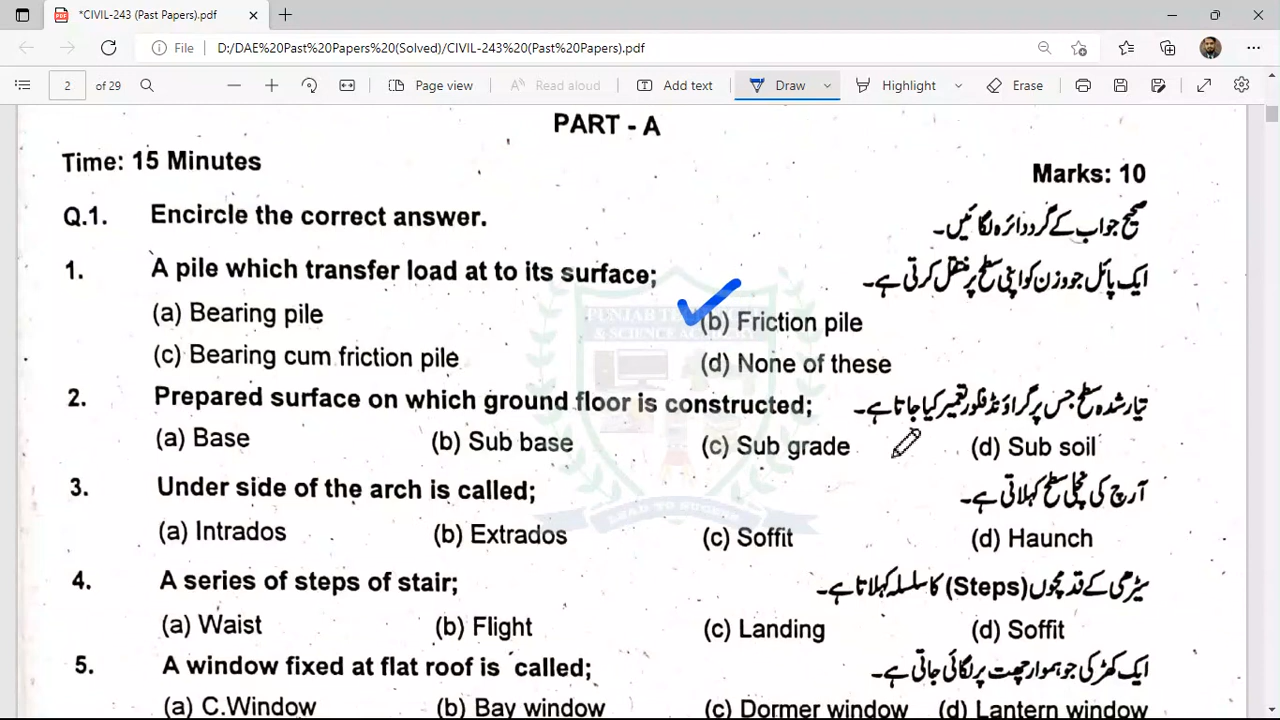 *CIVIL-243 (Past Papers).pdf
File D:/DAE%20Past%20Papers%20(Solved)/CIVIL-243%20(Past%20Papers).pdf
2 of 29 Page view Read aloud Add text Draw Highlight Erase
PART - A
Time: 15 Minutes Marks: 10
Q.1. Encircle the correct answer. صحیح جواب کے گرد دائرہ لگائیں۔
1. A pile which transfer load at to its surface; ایک پائل جو وزن کو اپنی سطح پر منتقل کرتی ہے۔
(a) Bearing pile (b) Friction pile
(c) Bearing cum friction pile (d) None of these
2. Prepared surface on which ground floor is constructed; تیار شدہ سطح جس پر گراؤنڈ فلور تعمیر کیا جاتا ہے۔
(a) Base (b) Sub base (c) Sub grade (d) Sub soil
3. Under side of the arch is called; آرچ کی نچلی سطح کہلاتی ہے۔
(a) Intrados (b) Extrados (c) Soffit (d) Haunch
4. A series of steps of stair; سیڑھی کے قدمچوں (Steps) کا سلسلہ کہلاتا ہے۔
(a) Waist (b) Flight (c) Landing (d) Soffit
5. A window fixed at flat roof is called; ایک کھڑکی جو ہموار چھت پر لگائی جاتی ہے۔
(a) C.Window (b) Bay window (c) Dormer window (d) Lantern window